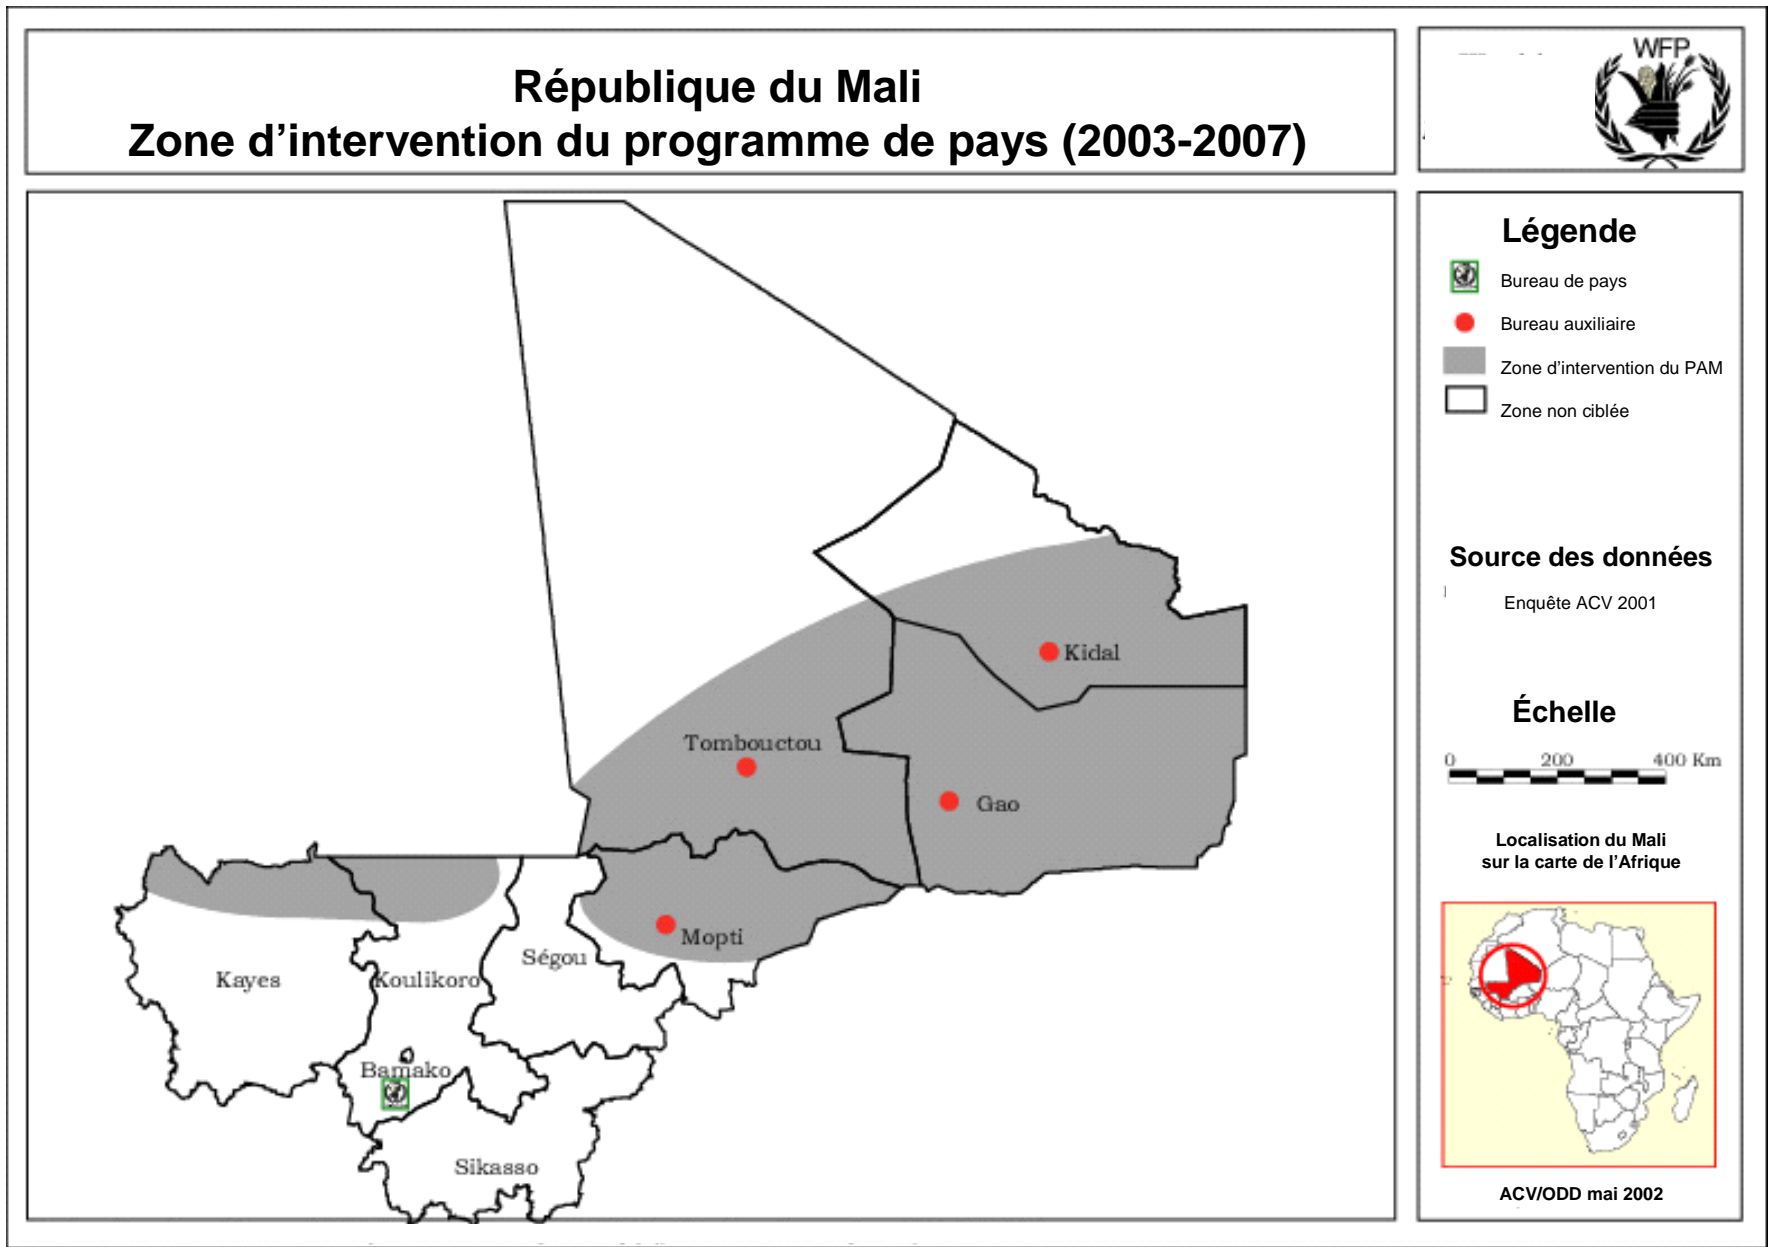 République du Mali
Zone d’intervention du programme de pays (2003-2007)
WFP
Légende
Bureau de pays
Bureau auxiliaire
Zone d’intervention du PAM
Zone non ciblée
Source des données
Enquête ACV 2001
Échelle
0 200 400 Km
Localisation du Mali
sur la carte de l’Afrique
ACV/ODD mai 2002
Kidal
Tombouctou
Gao
Mopti
Ségou
Kayes
Koulikoro
Bamako
Sikasso